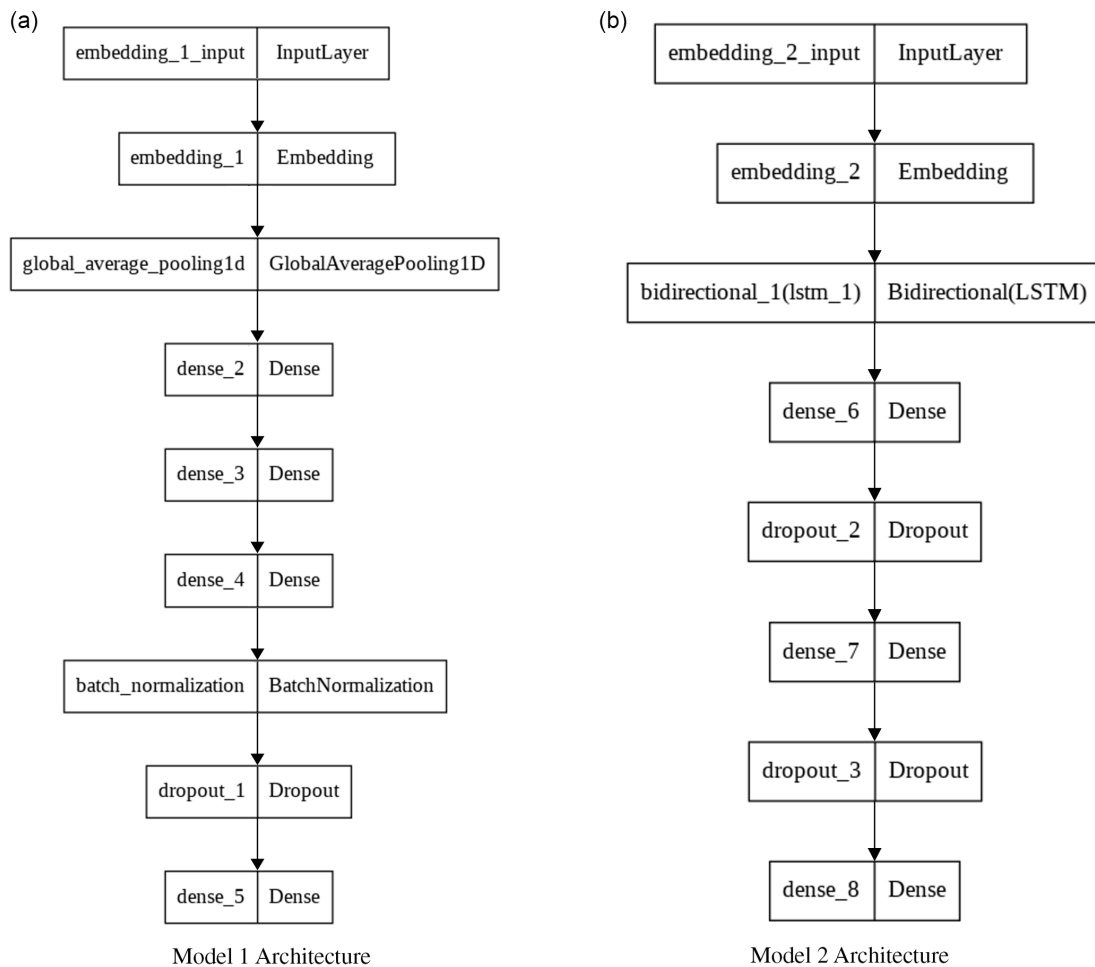 (a)
embedding_1_input InputLayer
embedding_1 Embedding
global_average_pooling1d GlobalAveragePooling1D
dense_2 Dense
dense_3 Dense
dense_4 Dense
batch_normalization BatchNormalization
dropout_1 Dropout
dense_5 Dense
Model 1 Architecture
(b)
embedding_2_input InputLayer
embedding_2 Embedding
bidirectional_1(lstm_1) Bidirectional(LSTM)
dense_6 Dense
dropout_2 Dropout
dense_7 Dense
dropout_3 Dropout
dense_8 Dense
Model 2 Architecture